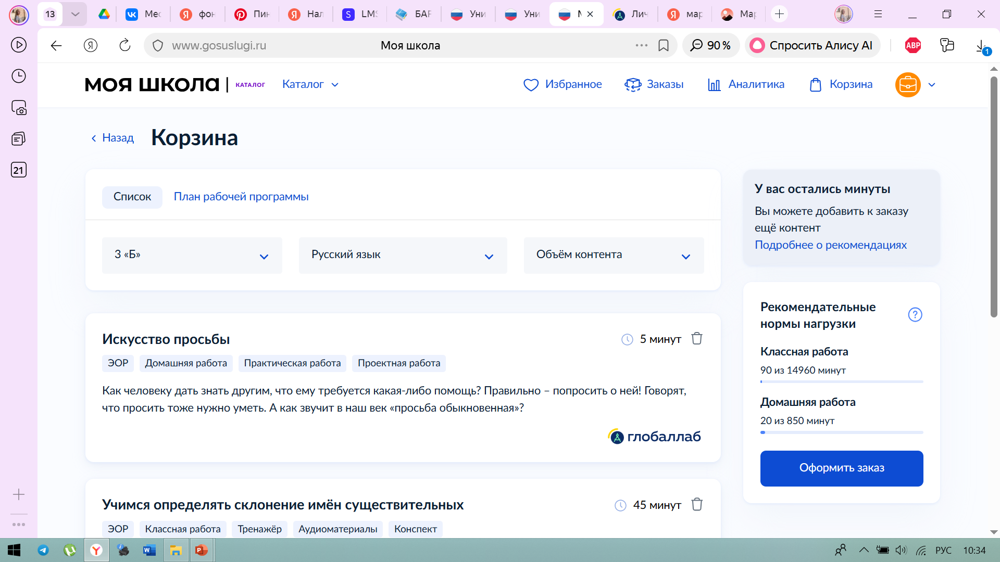 13
Мес
фон
Пин
Нал
LMS
БАР
Уни
Уни
М
Лич
мар
Мар
www.gosuslugi.ru
Моя школа
90 %
Спросить Алису AI
ABP
1
21
МОЯ ШКОЛА | КАТАЛОГ
Каталог
Избранное
Заказы
Аналитика
Корзина
Назад
Корзина
Список
План рабочей программы
3 «Б»
Русский язык
Объём контента
Искусство просьбы
5 минут
ЭОР
Домашняя работа
Практическая работа
Проектная работа
Как человеку дать знать другим, что ему требуется какая-либо помощь? Правильно – попросить о ней! Говорят,
что просить тоже нужно уметь. А как звучит в наш век «просьба обыкновенная»?
глобаллаб
Учимся определять склонение имён существительных
45 минут
ЭОР
Классная работа
Тренажёр
Аудиоматериалы
Конспект
У вас остались минуты
Вы можете добавить к заказу
ещё контент
Подробнее о рекомендациях
Рекомендательные
нормы нагрузки
Классная работа
90 из 14960 минут
Домашняя работа
20 из 850 минут
Оформить заказ
РУС
10:34